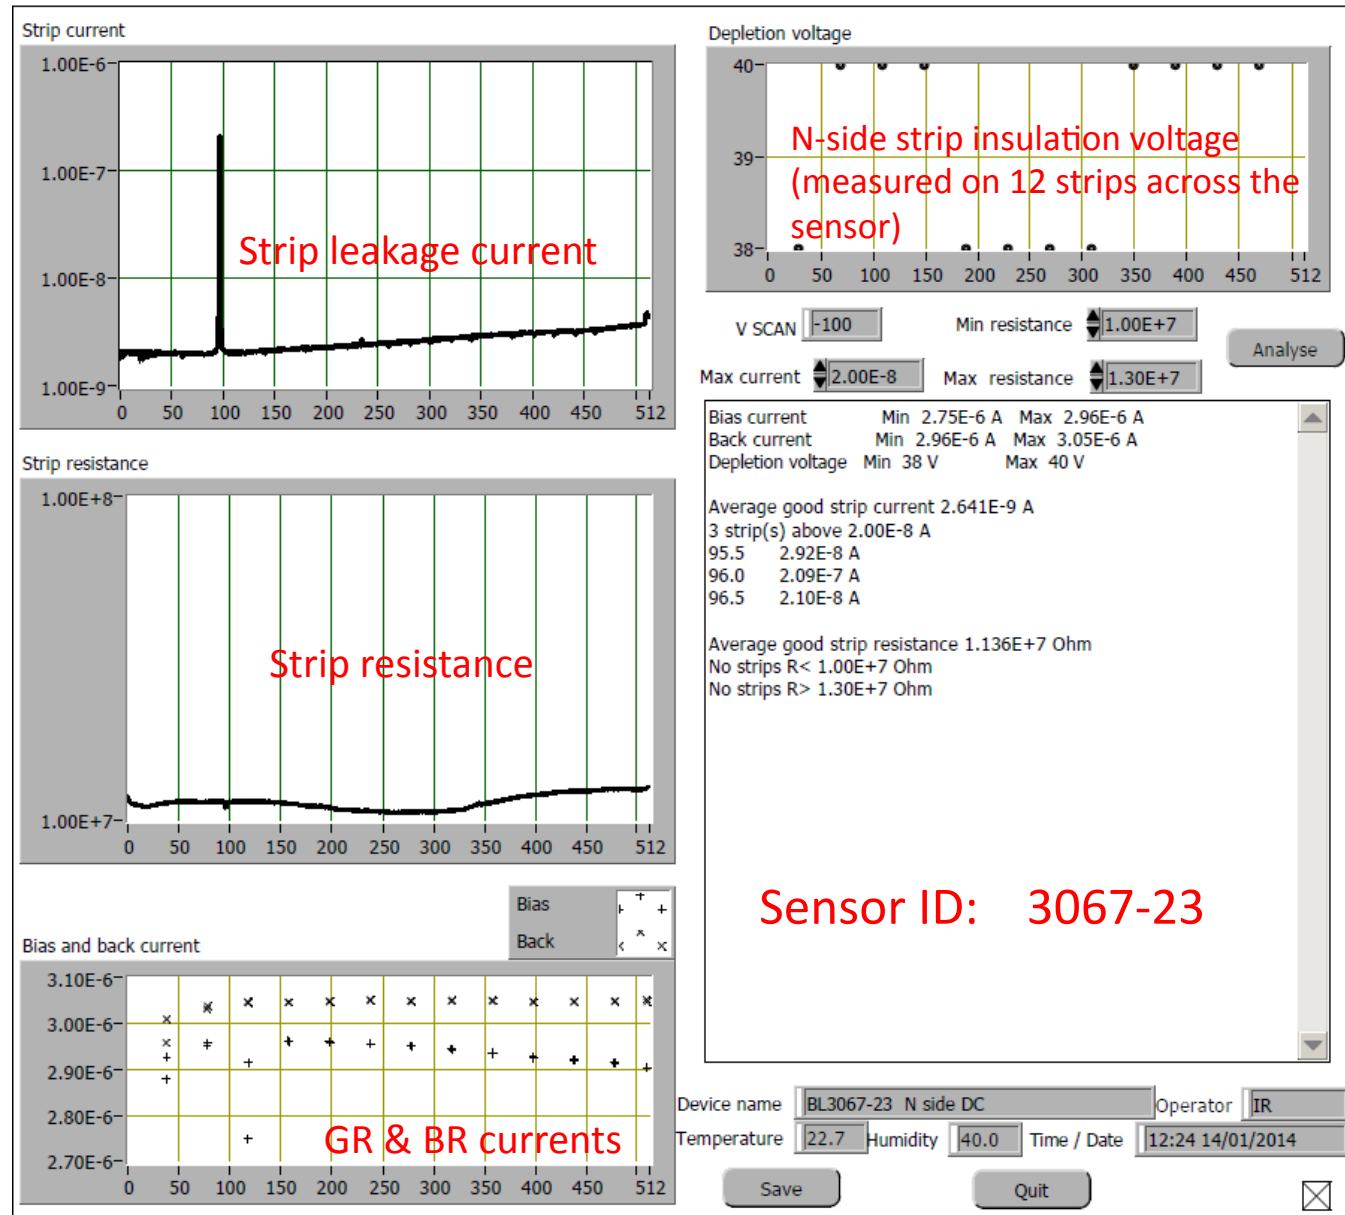 Strip current
1.00E-6
1.00E-7
1.00E-8
1.00E-9
0 50 100 150 200 250 300 350 400 450 512
Strip leakage current
Strip resistance
1.00E+8
1.00E+7
0 50 100 150 200 250 300 350 400 450 512
Strip resistance
Bias
Back
Bias and back current
3.10E-6
3.00E-6
2.90E-6
2.80E-6
2.70E-6
0 50 100 150 200 250 300 350 400 450 512
GR & BR currents
Depletion voltage
40
39
38
0 50 100 150 200 250 300 350 400 450 512
N-side strip insulation voltage
(measured on 12 strips across the
sensor)
V SCAN -100 Min resistance 1.00E+7
Analyse
Max current 2.00E-8 Max resistance 1.30E+7
Bias current Min 2.75E-6 A Max 2.96E-6 A
Back current Min 2.96E-6 A Max 3.05E-6 A
Depletion voltage Min 38 V Max 40 V
Average good strip current 2.641E-9 A
3 strip(s) above 2.00E-8 A
95.5 2.92E-8 A
96.0 2.09E-7 A
96.5 2.10E-8 A
Average good strip resistance 1.136E+7 Ohm
No strips R< 1.00E+7 Ohm
No strips R> 1.30E+7 Ohm
Sensor ID: 3067-23
Device name BL3067-23 N side DC Operator IR
Temperature 22.7 Humidity 40.0 Time / Date 12:24 14/01/2014
Save Quit